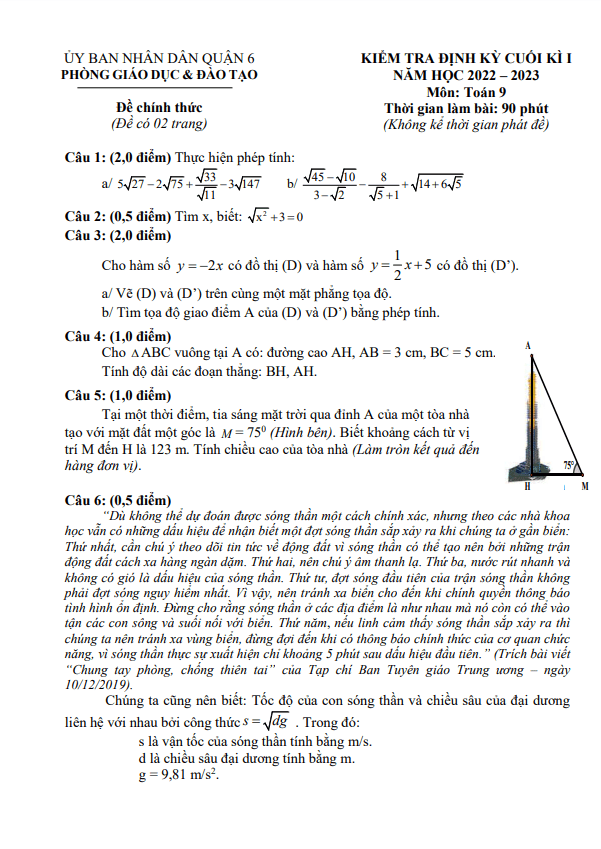 ỦY BAN NHÂN DÂN QUẬN 6
PHÒNG GIÁO DỤC & ĐÀO TẠO
Đề chính thức
(Đề có 02 trang)
KIỂM TRA ĐỊNH KỲ CUỐI KÌ I
NĂM HỌC 2022 – 2023
Môn: Toán 9
Thời gian làm bài: 90 phút
(Không kể thời gian phát đề)
Câu 1: (2,0 điểm) Thực hiện phép tính:
a/ 5√27 − 2√75 + √33/√11 − 3√147 b/ (√45 − √10)/(3 − √2) − 8/(√5 + 1) + √(14 + 6√5)
Câu 2: (0,5 điểm) Tìm x, biết: √(x²) + 3 = 0
Câu 3: (2,0 điểm)
Cho hàm số y = −2x có đồ thị (D) và hàm số y = 1/2 x + 5 có đồ thị (D’).
a/ Vẽ (D) và (D’) trên cùng một mặt phẳng tọa độ.
b/ Tìm tọa độ giao điểm A của (D) và (D’) bằng phép tính.
Câu 4: (1,0 điểm)
Cho Δ ABC vuông tại A có: đường cao AH, AB = 3 cm, BC = 5 cm.
Tính độ dài các đoạn thẳng: BH, AH.
Câu 5: (1,0 điểm)
Tại một thời điểm, tia sáng mặt trời qua đỉnh A của một tòa nhà
tạo với mặt đất một góc là M = 75⁰ (Hình bên). Biết khoảng cách từ vị
trí M đến H là 123 m. Tính chiều cao của tòa nhà (Làm tròn kết quả đến
hàng đơn vị).
A
75⁰
H M
Câu 6: (0,5 điểm)
“Dù không thể dự đoán được sóng thần một cách chính xác, nhưng theo các nhà khoa
học vẫn có những dấu hiệu để nhận biết một đợt sóng thần sắp xảy ra khi chúng ta ở gần biển:
Thứ nhất, cần chú ý theo dõi tin tức về động đất vì sóng thần có thể tạo nên bởi những trận
động đất cách xa hàng ngàn dặm. Thứ hai, nên chú ý âm thanh lạ. Thứ ba, nước rút nhanh và
không có gió là dấu hiệu của sóng thần. Thứ tư, đợt sóng đầu tiên của trận sóng thần không
phải đợt sóng nguy hiểm nhất. Vì vậy, nên tránh xa biển cho đến khi chính quyền thông báo
tình hình ổn định. Đừng cho rằng sóng thần ở các địa điểm là như nhau mà nó còn có thể vào
tận các con sông và suối nối với biển. Thứ năm, nếu linh cảm thấy sóng thần sắp xảy ra thì
chúng ta nên tránh xa vùng biển, đừng đợi đến khi có thông báo chính thức của cơ quan chức
năng, vì sóng thần thực sự xuất hiện chỉ khoảng 5 phút sau dấu hiệu đầu tiên.” (Trích bài viết
“Chung tay phòng, chống thiên tai” của Tạp chí Ban Tuyên giáo Trung ương – ngày
10/12/2019).
Chúng ta cũng nên biết: Tốc độ của con sóng thần và chiều sâu của đại dương
liên hệ với nhau bởi công thức s = √dg . Trong đó:
s là vận tốc của sóng thần tính bằng m/s.
d là chiều sâu đại dương tính bằng m.
g = 9,81 m/s².